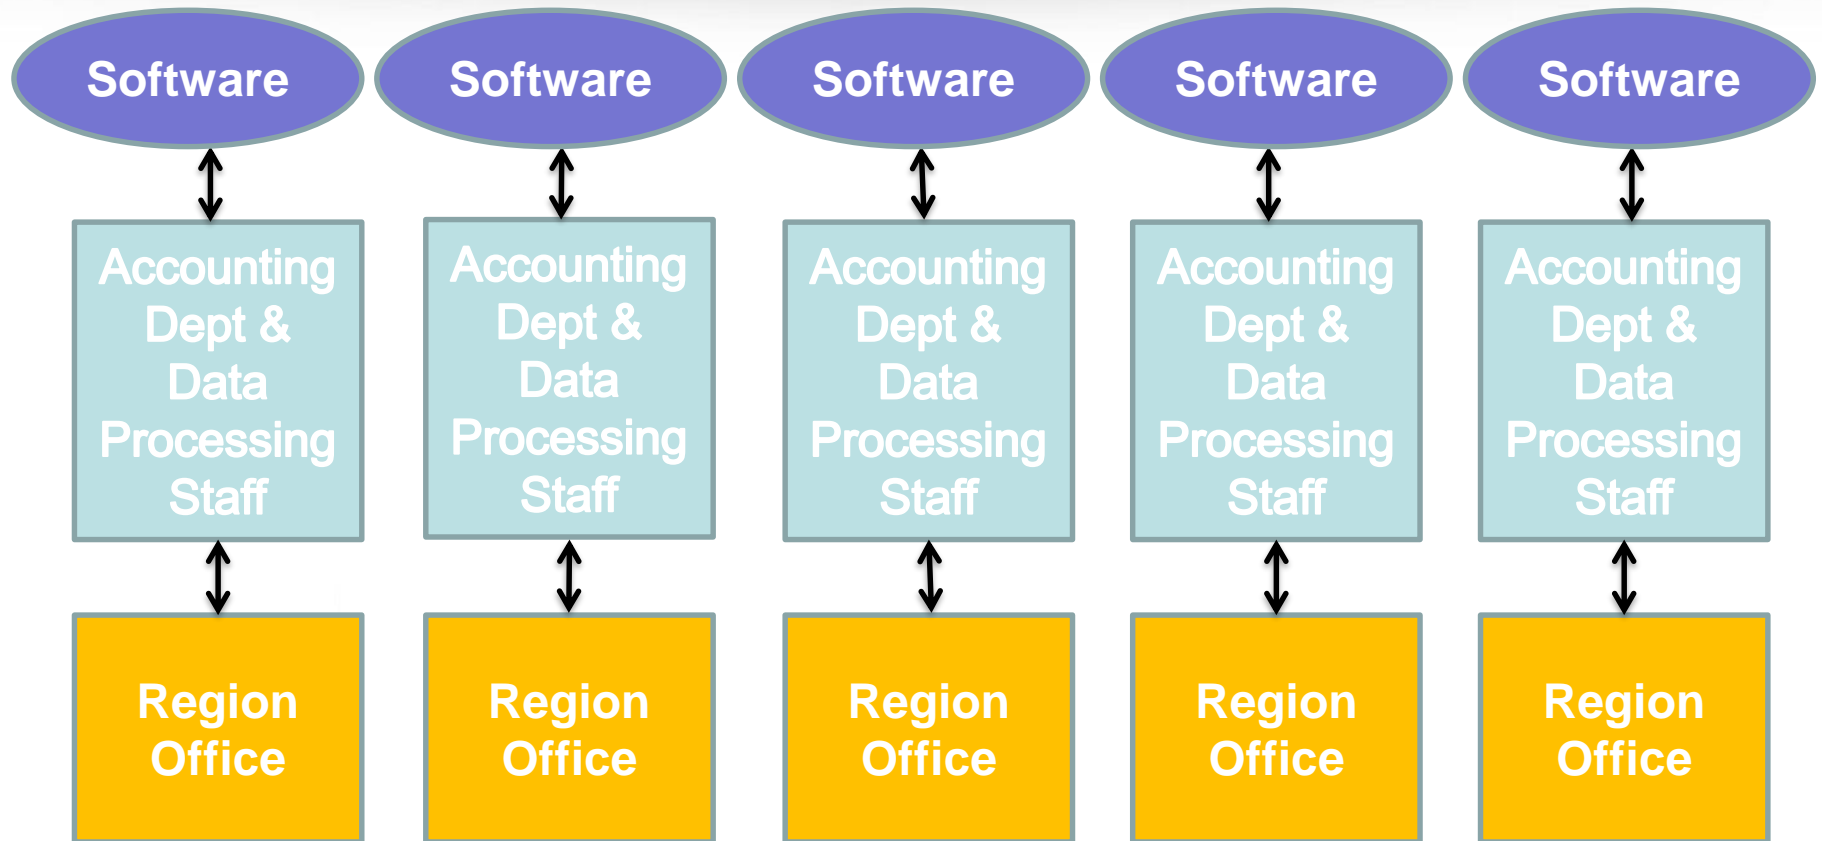 Software
Software
Software
Software
Software
Accounting
Dept &
Data
Processing
Staff
Accounting
Dept &
Data
Processing
Staff
Accounting
Dept &
Data
Processing
Staff
Accounting
Dept &
Data
Processing
Staff
Accounting
Dept &
Data
Processing
Staff
Region
Office
Region
Office
Region
Office
Region
Office
Region
Office